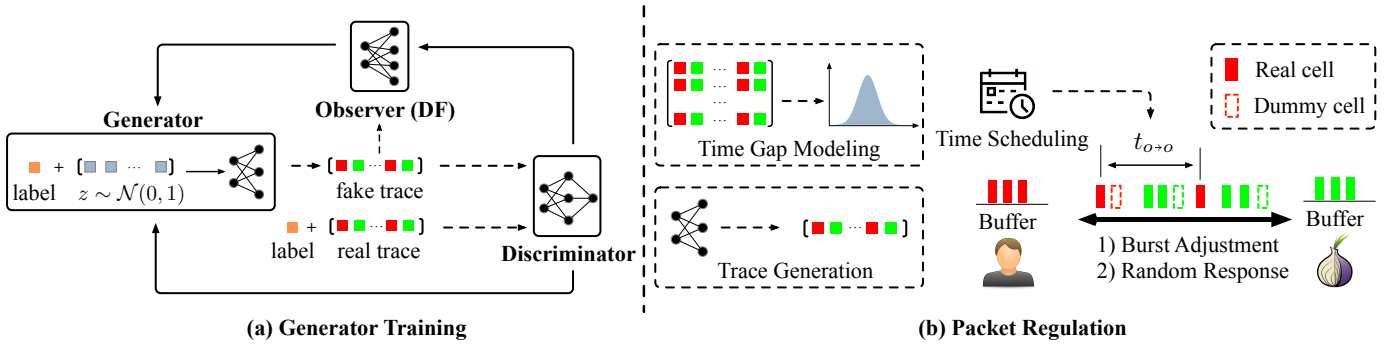 Observer (DF)
Generator
+ [ ... ]
label
z ∼ N(0, 1)
[ ... ]
fake trace
label
+ [ ... ]
real trace
Discriminator
(a) Generator Training
...
...
...
...
Time Gap Modeling
[ ... ]
Trace Generation
Time Scheduling
t_{o→o}
Real cell
Dummy cell
Buffer
Buffer
1) Burst Adjustment
2) Random Response
(b) Packet Regulation